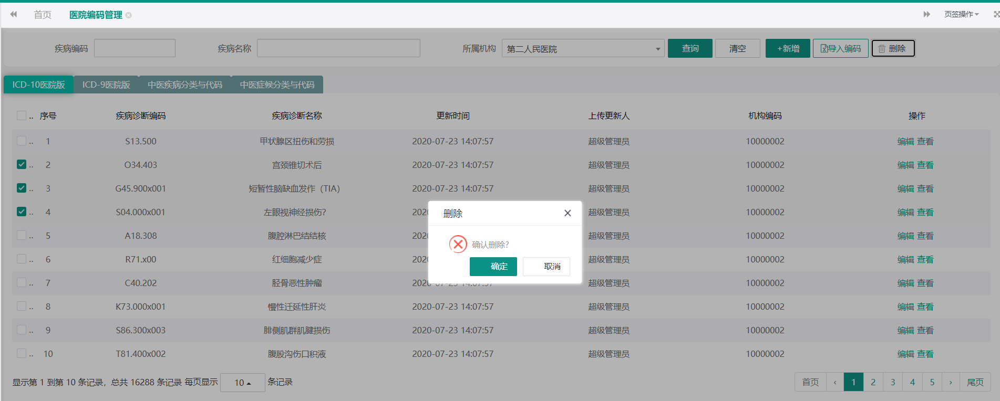 首页 医院编码管理 页签操作
疾病编码 疾病名称 所属机构 第二人民医院 查询 清空 +新增 导入编码 删除
ICD-10医院版 ICD-9医院版 中医疾病分类与代码 中医症候分类与代码
.. 序号 疾病诊断编码 疾病诊断名称 更新时间 上传更新人 机构编码 操作
.. 1 S13.500 甲状腺区扭伤和劳损 2020-07-23 14:07:57 超级管理员 10000002 编辑 查看
.. 2 O34.403 宫颈锥切术后 2020-07-23 14:07:57 超级管理员 10000002 编辑 查看
.. 3 G45.900x001 短暂性脑缺血发作（TIA） 2020-07-23 14:07:57 超级管理员 10000002 编辑 查看
.. 4 S04.000x001 左眼视神经损伤? 202 超级管理员 10000002 编辑 查看
删除
.. 5 A18.308 腹腔淋巴结结核 202 超级管理员 10000002 编辑 查看
确认删除?
.. 6 R71.x00 红细胞减少症 202 超级管理员 10000002 编辑 查看
确定 取消
.. 7 C40.202 胫骨恶性肿瘤 2020-07-23 14:07:57 超级管理员 10000002 编辑 查看
.. 8 K73.000x001 慢性迁延性肝炎 2020-07-23 14:07:57 超级管理员 10000002 编辑 查看
.. 9 S86.300x003 腓侧肌群肌腱损伤 2020-07-23 14:07:57 超级管理员 10000002 编辑 查看
.. 10 T81.400x002 腹股沟伤口积液 2020-07-23 14:07:57 超级管理员 10000002 编辑 查看
显示第 1 到第 10 条记录，总共 16288 条记录 每页显示 10 条记录 首页 ‹ 1 2 3 4 5 › 尾页